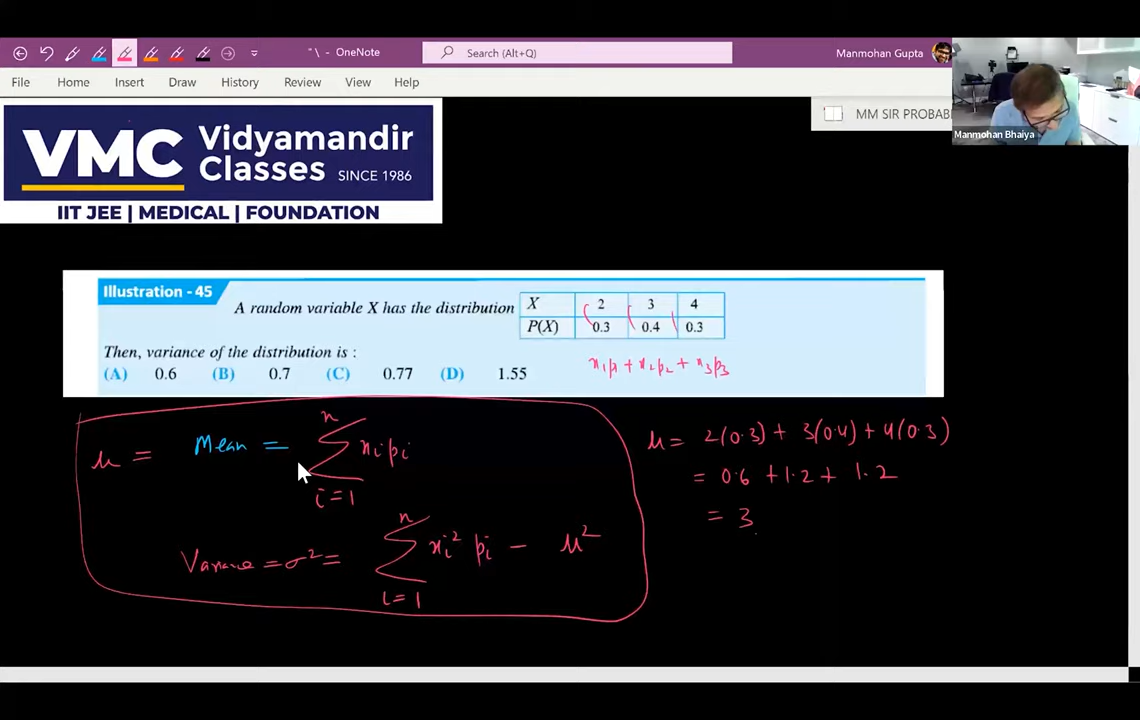 "\ - OneNote
Search (Alt+Q)
Manmohan Gupta
File Home Insert Draw History Review View Help
MM SIR PROBAB
Manmohan Bhaiya
VMC Vidyamandir Classes SINCE 1986
IIT JEE | MEDICAL | FOUNDATION
Illustration - 45
A random variable X has the distribution
X 2 3 4
P(X) 0.3 0.4 0.3
Then, variance of the distribution is :
(A) 0.6 (B) 0.7 (C) 0.77 (D) 1.55
x₁p₁ + x₂p₂ + x₃p₃
μ = Mean = n ∑ i=1 xᵢpᵢ
Variance = σ² = n ∑ i=1 xᵢ² pᵢ - μ²
μ = 2(0.3) + 3(0.4) + 4(0.3)
= 0.6 + 1.2 + 1.2
= 3